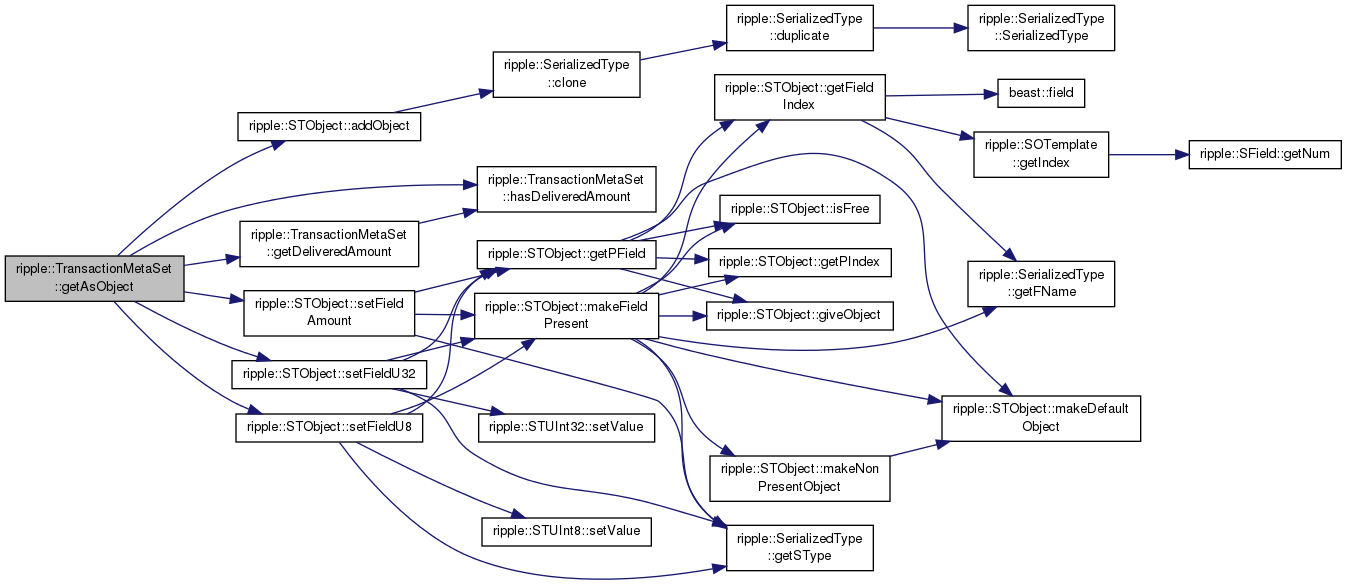 ripple::TransactionMetaSet
::getAsObject
ripple::STObject::addObject
ripple::SerializedType
::clone
ripple::SerializedType
::duplicate
ripple::SerializedType
::SerializedType
ripple::TransactionMetaSet
::hasDeliveredAmount
ripple::TransactionMetaSet
::getDeliveredAmount
ripple::STObject::setField
Amount
ripple::STObject::getPField
ripple::STObject::getField
Index
beast::field
ripple::SOTemplate
::getIndex
ripple::SField::getNum
ripple::SerializedType
::getFName
ripple::STObject::isFree
ripple::STObject::getPIndex
ripple::STObject::giveObject
ripple::STObject::makeDefault
Object
ripple::STObject::makeField
Present
ripple::STObject::makeNon
PresentObject
ripple::SerializedType
::getSType
ripple::STObject::setFieldU32
ripple::STUInt32::setValue
ripple::STObject::setFieldU8
ripple::STUInt8::setValue